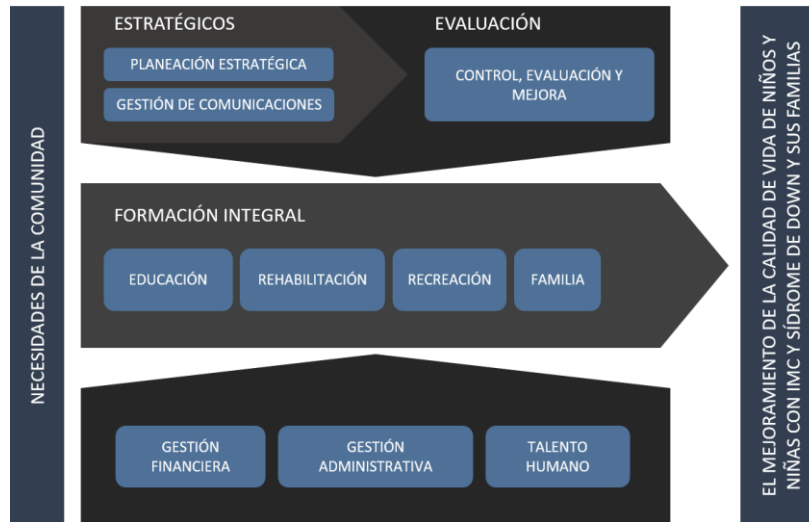 NECESIDADES DE LA COMUNIDAD
ESTRATÉGICOS
PLANEACIÓN ESTRATÉGICA
GESTIÓN DE COMUNICACIONES
EVALUACIÓN
CONTROL, EVALUACIÓN Y
MEJORA
FORMACIÓN INTEGRAL
EDUCACIÓN
REHABILITACIÓN
RECREACIÓN
FAMILIA
GESTIÓN
FINANCIERA
GESTIÓN
ADMINISTRATIVA
TALENTO
HUMANO
EL MEJORAMIENTO DE LA CALIDAD DE VIDA DE NIÑOS Y
NIÑAS CON IMC Y SÍDROME DE DOWN Y SUS FAMILIAS